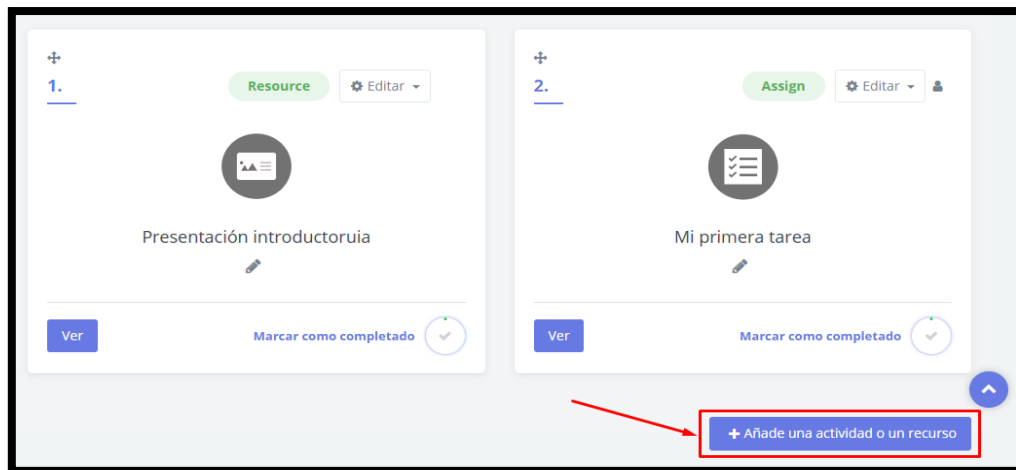 1.
Resource
Editar
Presentación introductoruia
Ver
Marcar como completado
2.
Assign
Editar
Mi primera tarea
Ver
Marcar como completado
+ Añade una actividad o un recurso